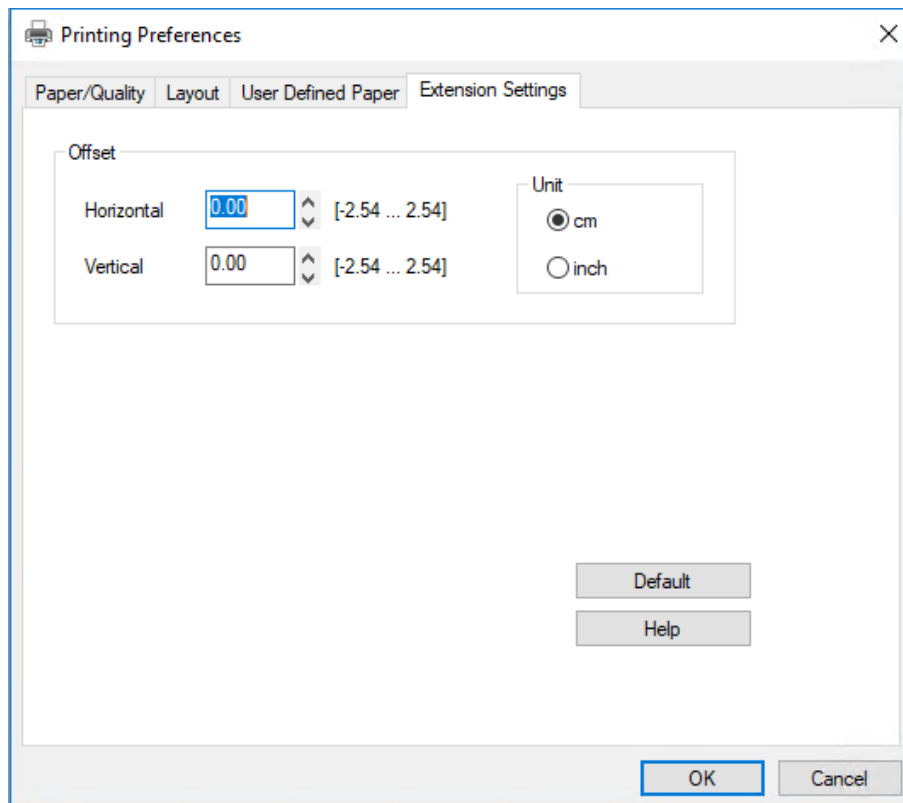 Printing Preferences
Paper/Quality Layout User Defined Paper Extension Settings
Offset
Unit
Horizontal 0.00 [-2.54 ... 2.54]
cm
Vertical 0.00 [-2.54 ... 2.54]
inch
Default
Help
OK Cancel